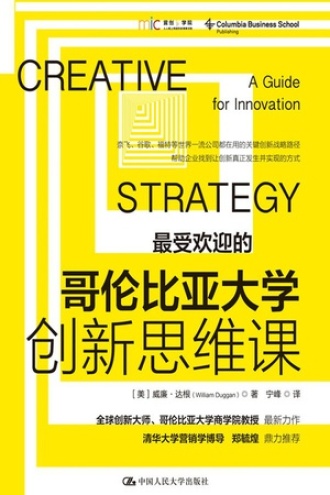 mic
Columbia Business School
Publishing
CREATIVE
A Guide
for Innovation
奈飞、谷歌、福特等世界一流公司都在用的关键创新战略路径
帮助企业找到让创新真正发生并实现的方式
STRATEGY
最受欢迎的
哥伦比亚大学
创新思维课
[美]威廉·达根(William Duggan)◎著 宁峰◎译
全球创新大师、哥伦比亚大学商学院教授 最新力作
清华大学营销学博导 郑毓煌 鼎力推荐
中国人民大学出版社